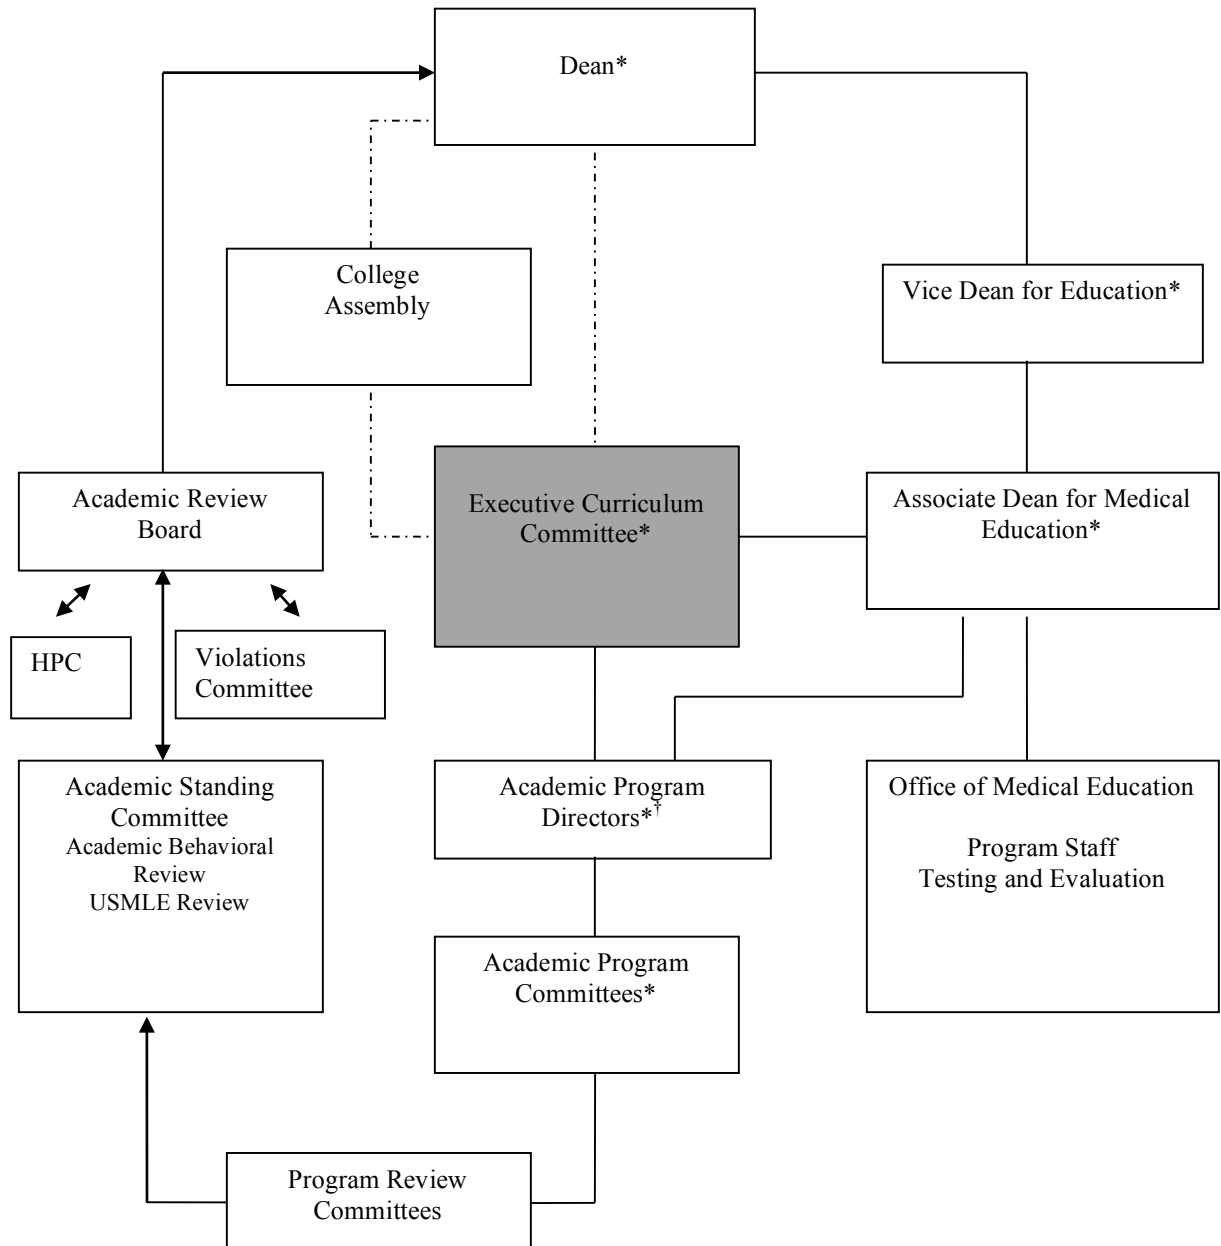 Dean*
College
Assembly
Vice Dean for Education*
Academic Review
Board
Executive Curriculum
Committee*
Associate Dean for Medical
Education*
HPC
Violations
Committee
Academic Standing
Committee
Academic Behavioral
Review
USMLE Review
Academic Program
Directors*†
Office of Medical Education
Program Staff
Testing and Evaluation
Academic Program
Committees*
Program Review
Committees